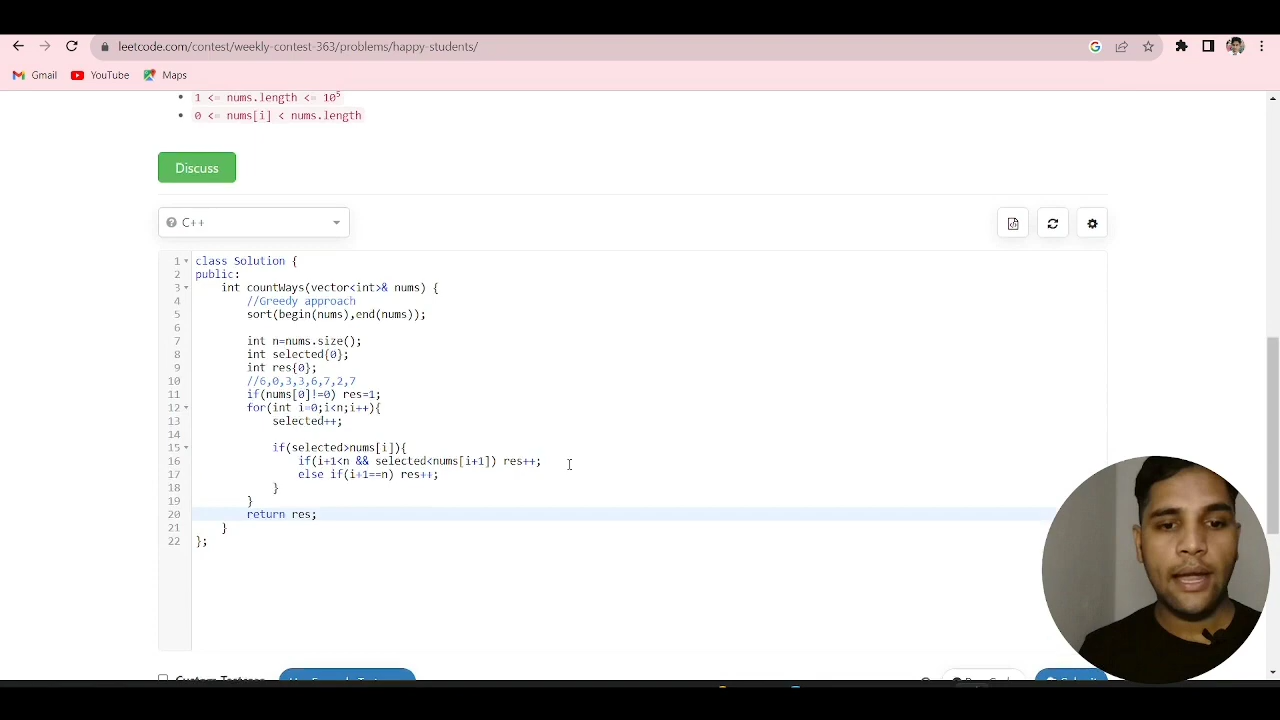 leetcode.com/contest/weekly-contest-363/problems/happy-students/
Gmail YouTube Maps
1 <= nums.length <= 10^5
0 <= nums[i] < nums.length
Discuss
C++
1 class Solution {
2 public:
3 int countWays(vector<int>& nums) {
4 //Greedy approach
5 sort(begin(nums),end(nums));
6
7 int n=nums.size();
8 int selected{0};
9 int res{0};
10 //6,0,3,3,6,7,2,7
11 if(nums[0]!=0) res=1;
12 for(int i=0;i<n;i++){
13 selected++;
14
15 if(selected>nums[i]){
16 if(i+1<n && selected<nums[i+1]) res++;
17 else if(i+1==n) res++;
18 }
19 }
20 return res;
21 }
22 };